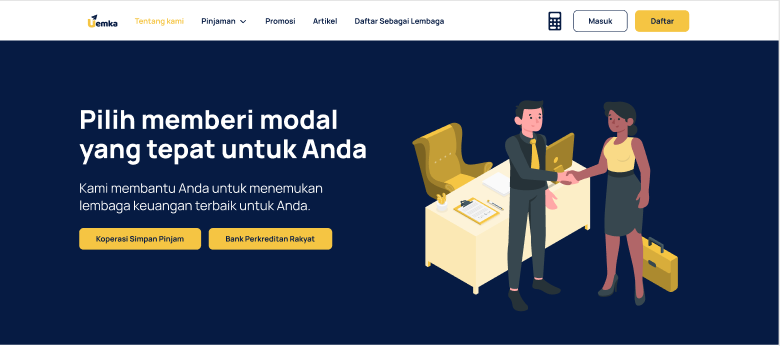 Uemka
Tentang kami
Pinjaman
Promosi
Artikel
Daftar Sebagai Lembaga
Masuk
Daftar
Pilih memberi modal
yang tepat untuk Anda
Kami membantu Anda untuk menemukan
lembaga keuangan terbaik untuk Anda.
Koperasi Simpan Pinjam
Bank Perkreditan Rakyat